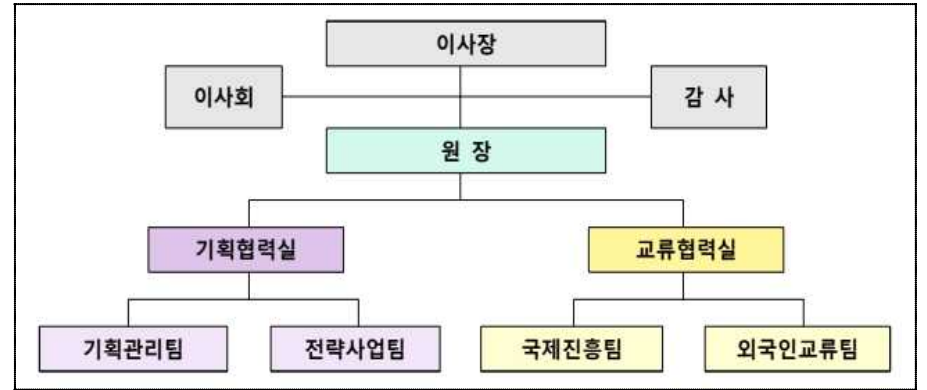 이사장
이사회
감 사
원 장
기획협력실
교류협력실
기획관리팀
전략사업팀
국제진흥팀
외국인교류팀